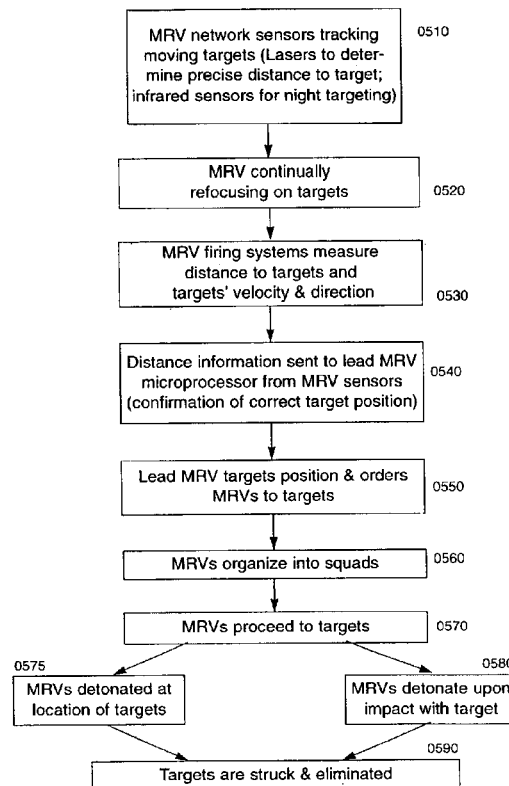 MRV network sensors tracking
moving targets (Lasers to deter-
mine precise distance to target;
infrared sensors for night targeting)
0510
MRV continually
refocusing on targets
0520
MRV firing systems measure
distance to targets and
targets' velocity & direction
0530
Distance information sent to lead MRV
microprocessor from MRV sensors
(confirmation of correct target position)
0540
Lead MRV targets position & orders
MRVs to targets
0550
MRVs organize into squads
0560
MRVs proceed to targets
0570
0575
MRVs detonated at
location of targets
0580
MRVs detonate upon
impact with target
0590
Targets are struck & eliminated